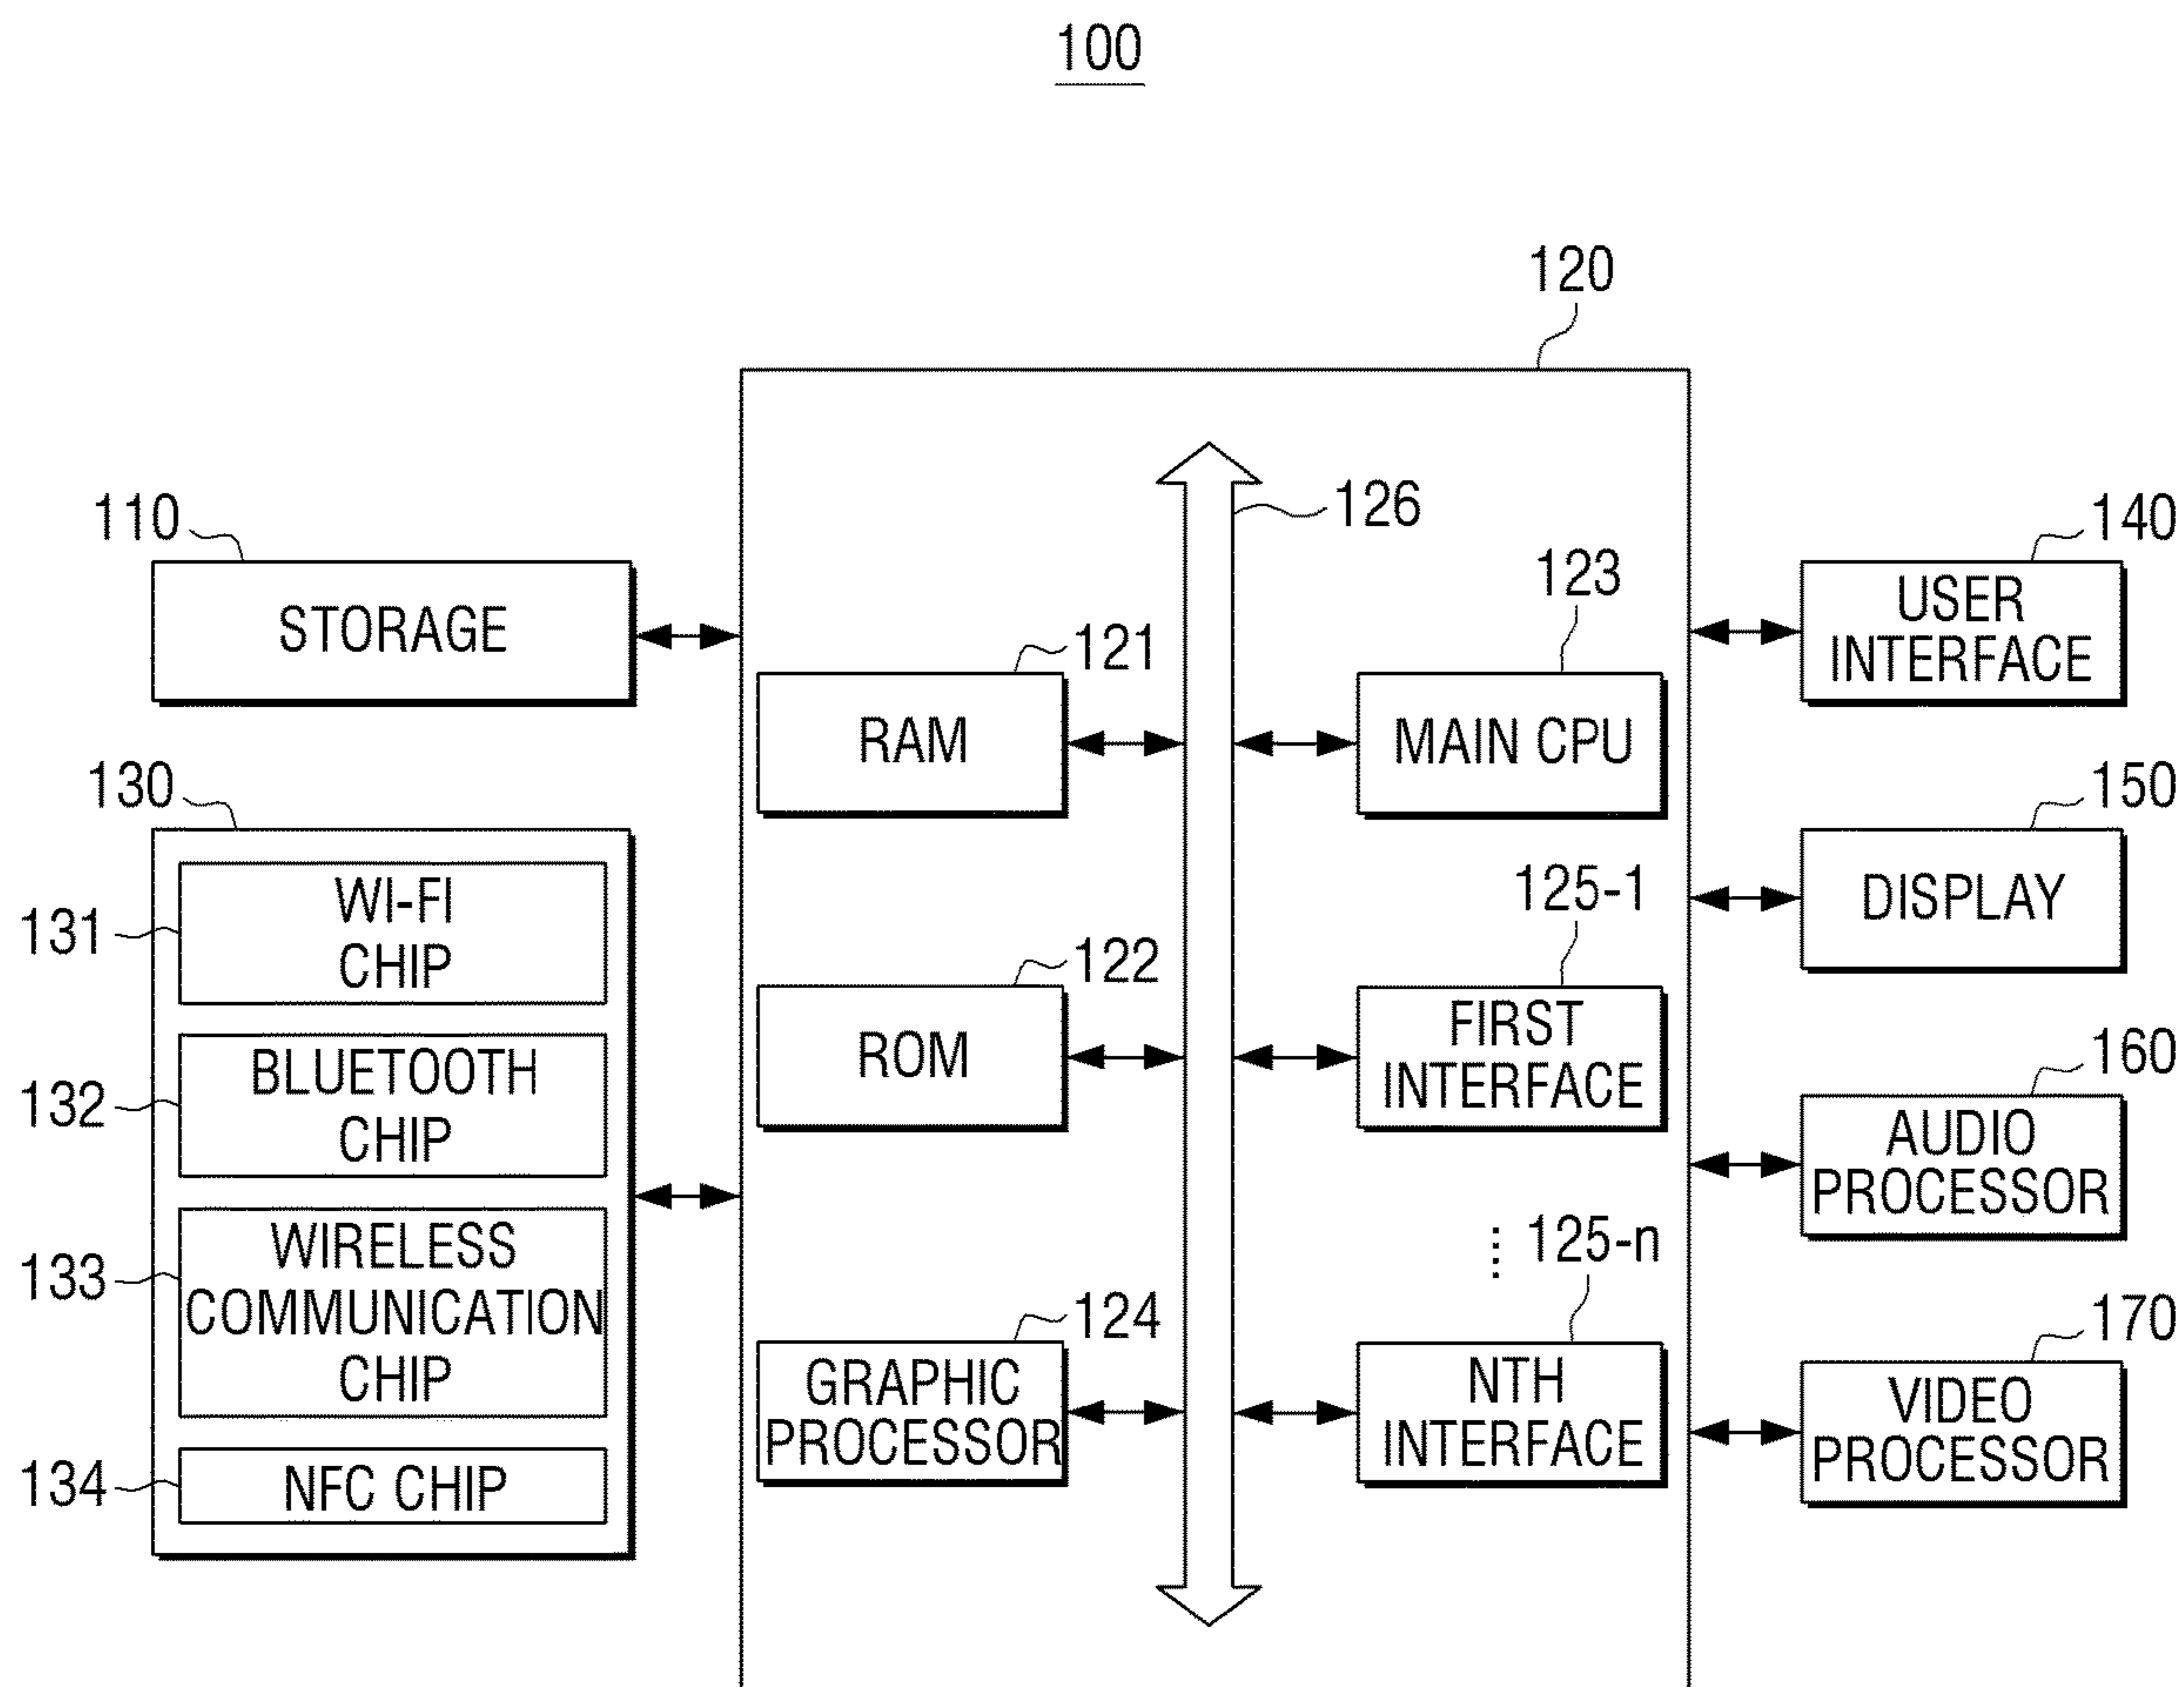 100
120
110
126
140
STORAGE
123
USER
INTERFACE
121
RAM
MAIN CPU
130
150
131
WI-FI
CHIP
125-1
DISPLAY
122
ROM
FIRST
INTERFACE
132
BLUETOOTH
CHIP
160
AUDIO
PROCESSOR
133
WIRELESS
COMMUNICATION
CHIP
125-n
124
GRAPHIC
PROCESSOR
NTH
INTERFACE
170
VIDEO
PROCESSOR
134
NFC CHIP